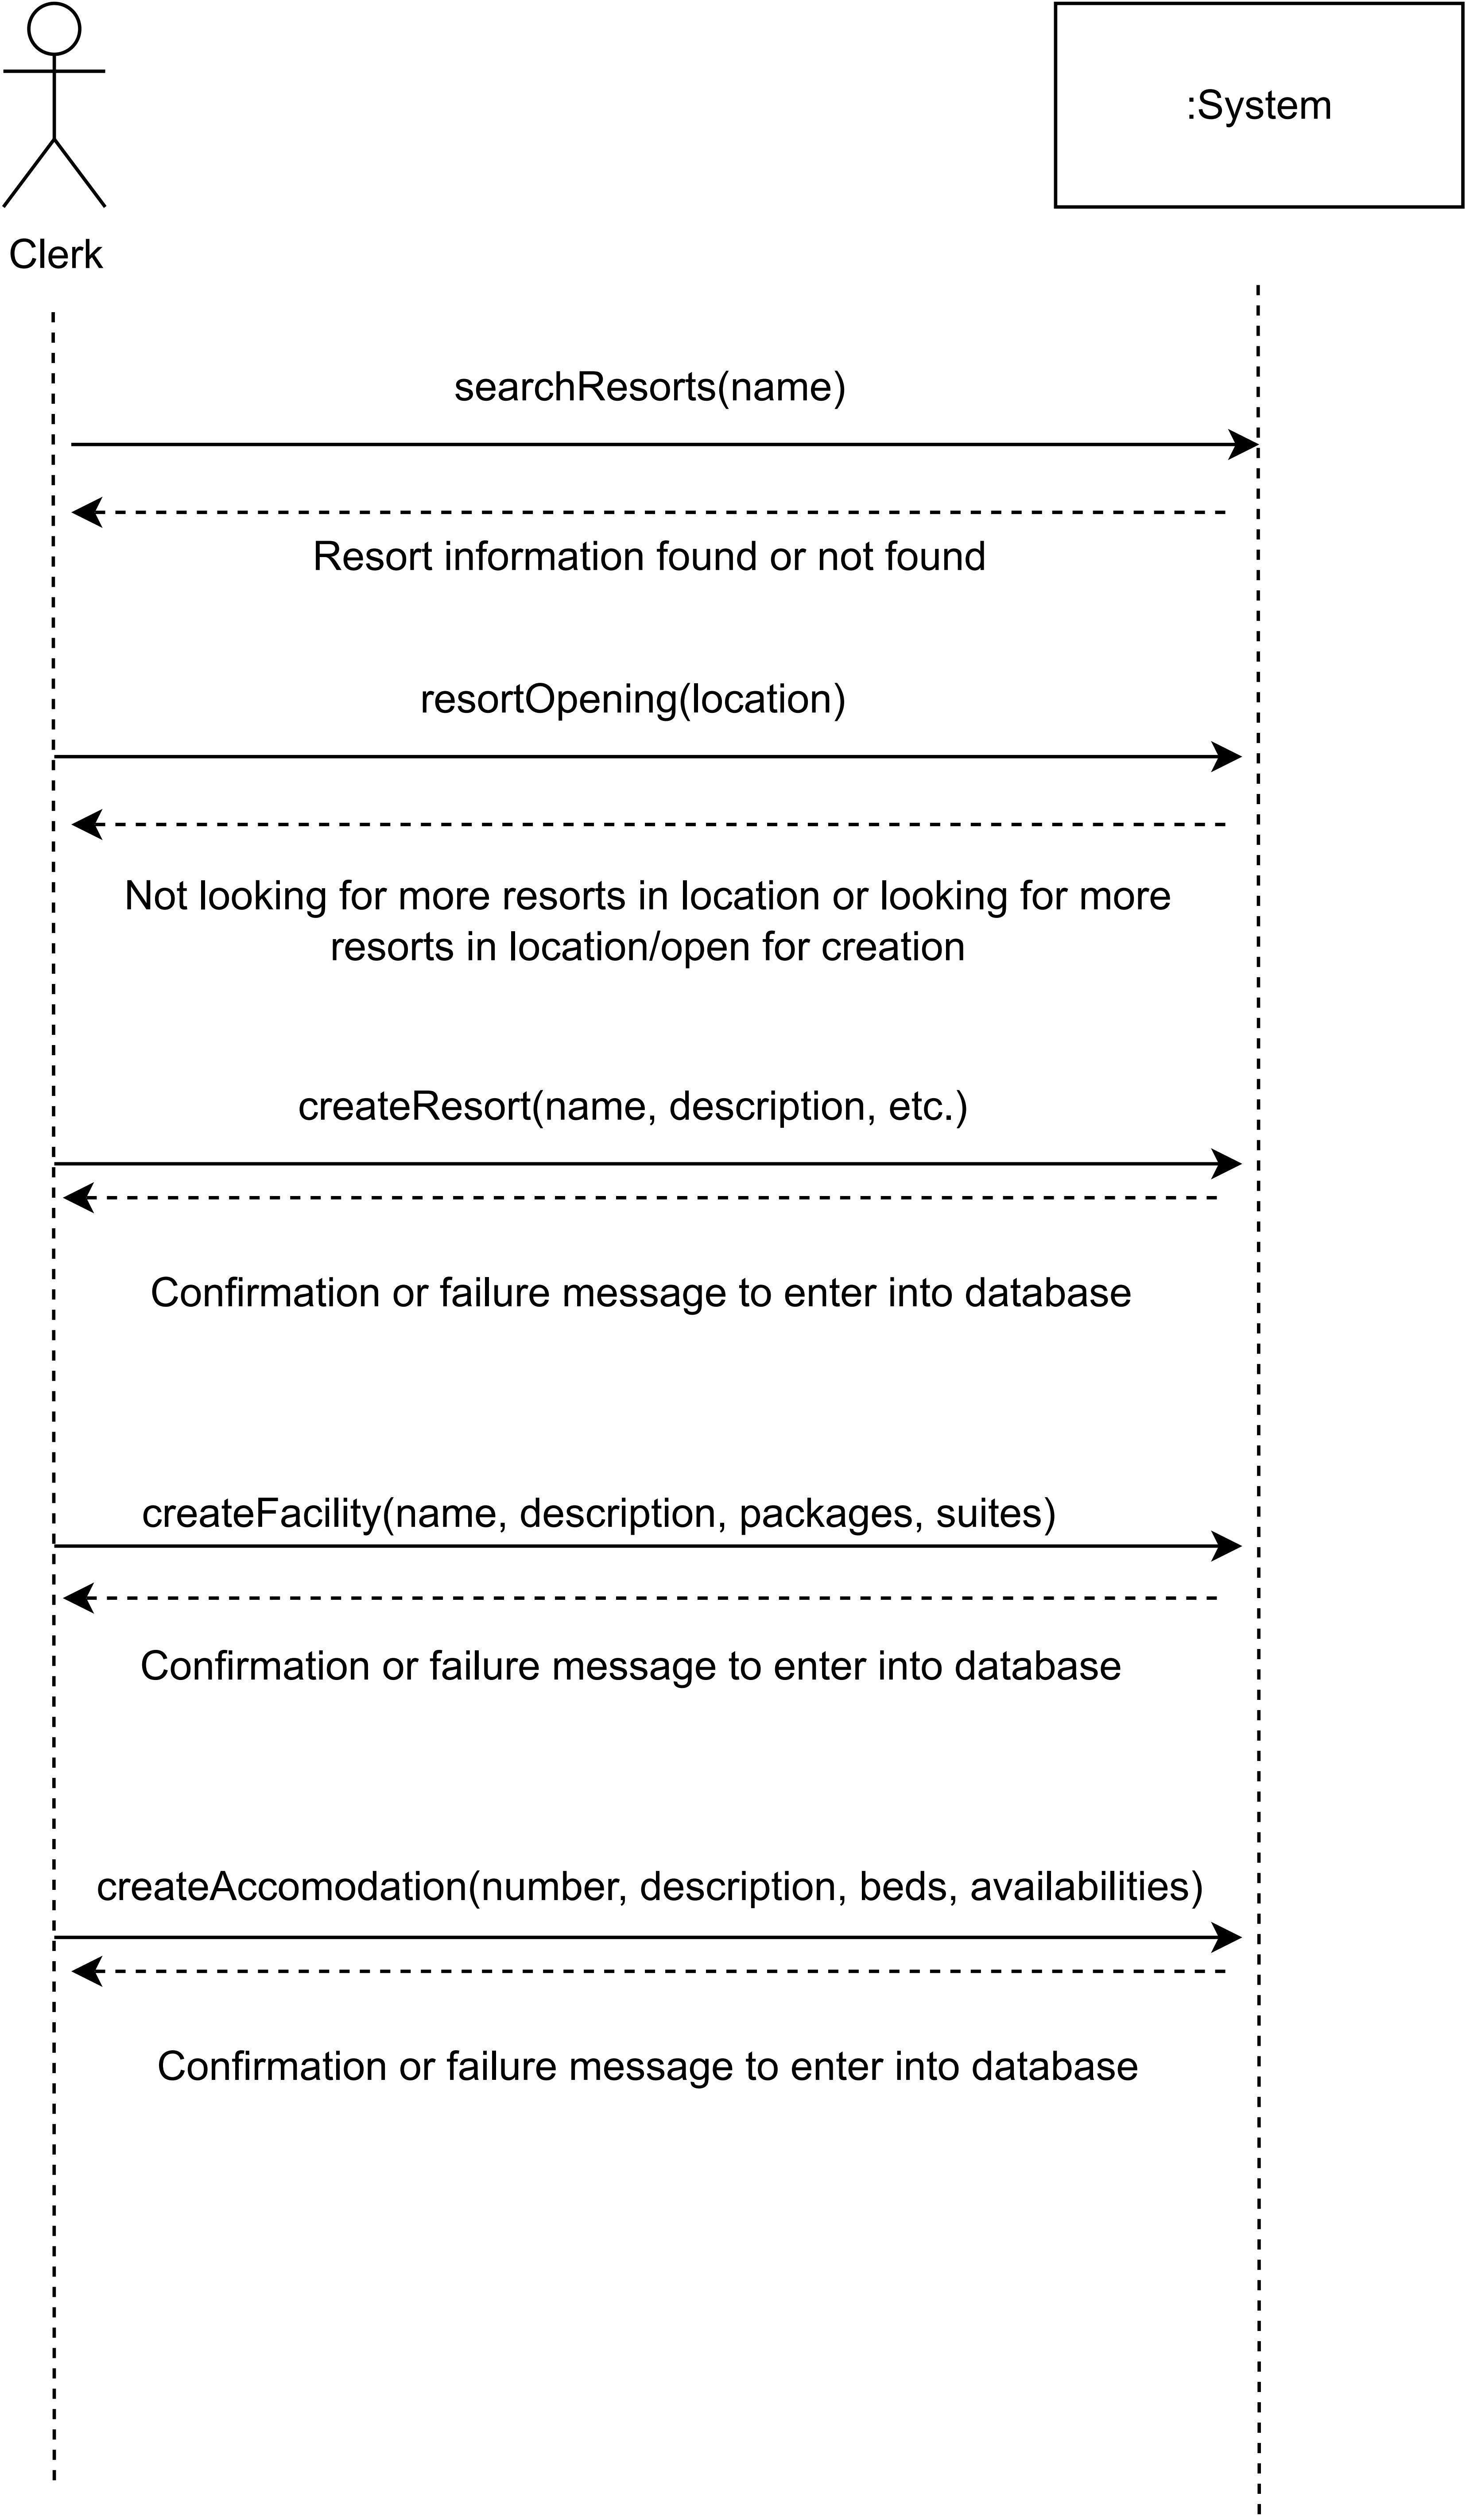 :System
Clerk
searchResorts(name)
Resort information found or not found
resortOpening(location)
Not looking for more resorts in location or looking for more
resorts in location/open for creation
createResort(name, description, etc.)
Confirmation or failure message to enter into database
createFacility(name, description, packages, suites)
Confirmation or failure message to enter into database
createAccomodation(number, description, beds, availabilities)
Confirmation or failure message to enter into database